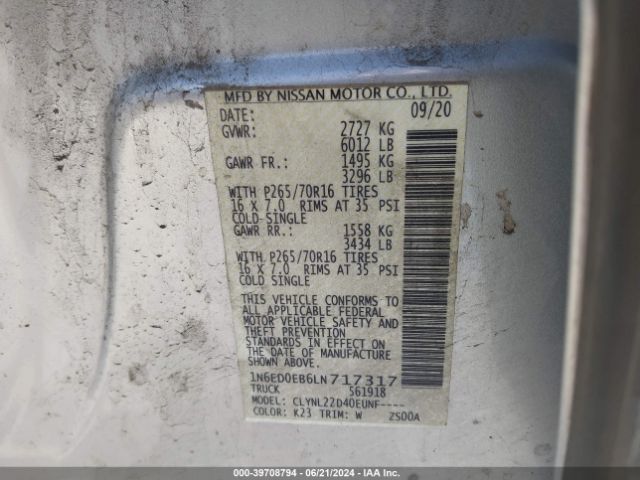 MFD BY NISSAN MOTOR CO., LTD.
DATE: 09/20
GVWR: 2727 KG
6012 LB
GAWR FR.: 1495 KG
3296 LB
WITH P265/70R16 TIRES
16 X 7.0 RIMS AT 35 PSI
COLD-SINGLE
GAWR RR.: 1558 KG
3434 LB
WITH P265/70R16 TIRES
16 X 7.0 RIMS AT 35 PSI
COLD SINGLE
THIS VEHICLE CONFORMS TO
ALL APPLICABLE FEDERAL
MOTOR VEHICLE SAFETY AND
THEFT PREVENTION
STANDARDS IN EFFECT ON
THE DATE OF MANUFACTURE
SHOWN ABOVE.
1N6ED0EB6LN717317
TRUCK 561918
MODEL: CLYNL22D40EUNF----
COLOR: K23 TRIM: W ZS00A
000-39708794 / 06/21/2024 / IAA Inc.